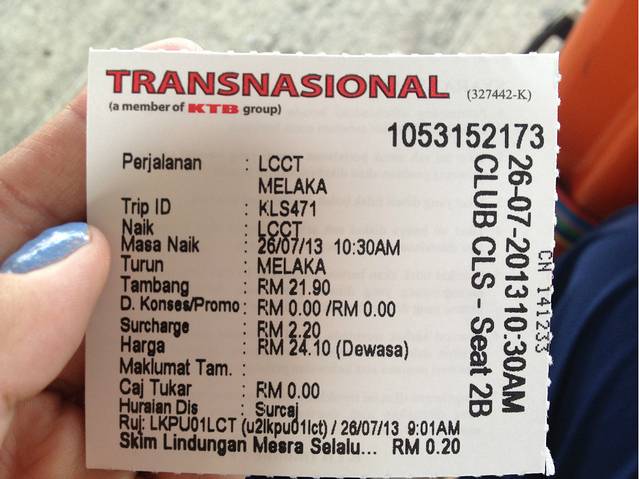 TRANSNASIONAL (327442-K)
(a member of KTB group)
1053152173
Perjalanan : LCCT
MELAKA
Trip ID : KLS471
Naik : LCCT
Masa Naik : 26/07/13 10:30AM
Turun : MELAKA
Tambang : RM 21.90
D. Konses/Promo : RM 0.00 /RM 0.00
Surcharge : RM 2.20
Harga : RM 24.10 (Dewasa)
Maklumat Tam. :
Caj Tukar : RM 0.00
Huraian Dis : Surcaj
Ruj: LKPU01LCT (u2lkpu01lct) / 26/07/13 9:01AM
Skim Lindungan Mesra Selalu... RM 0.20
26-07-2013 10:30AM
CLUB CLS - Seat 2B
CN 141233